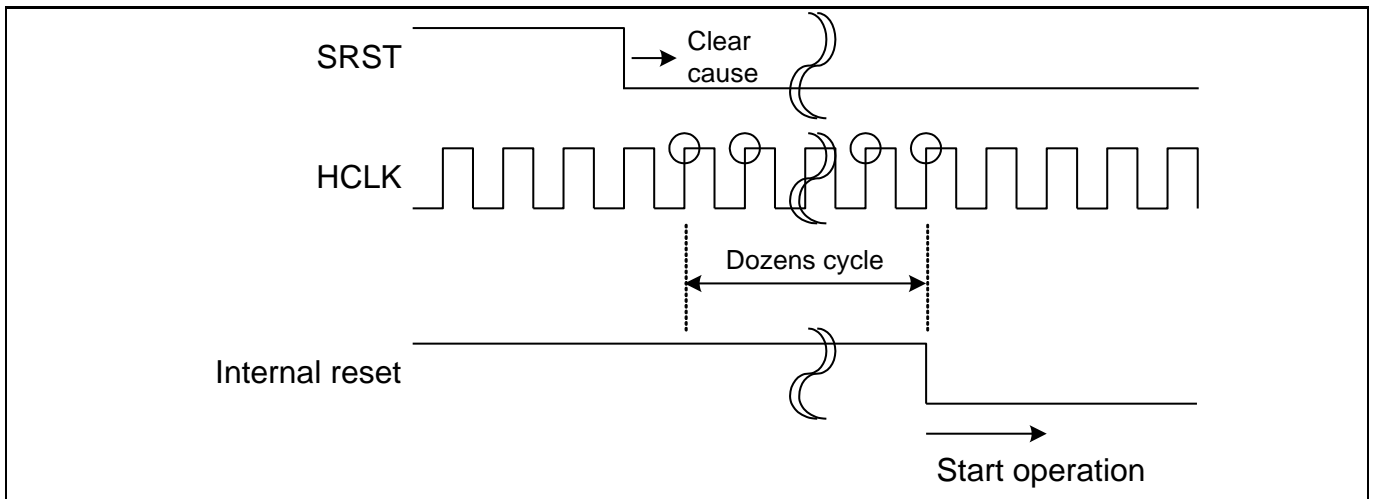 SRST
Clear
cause
HCLK
Dozens cycle
Internal reset
Start operation